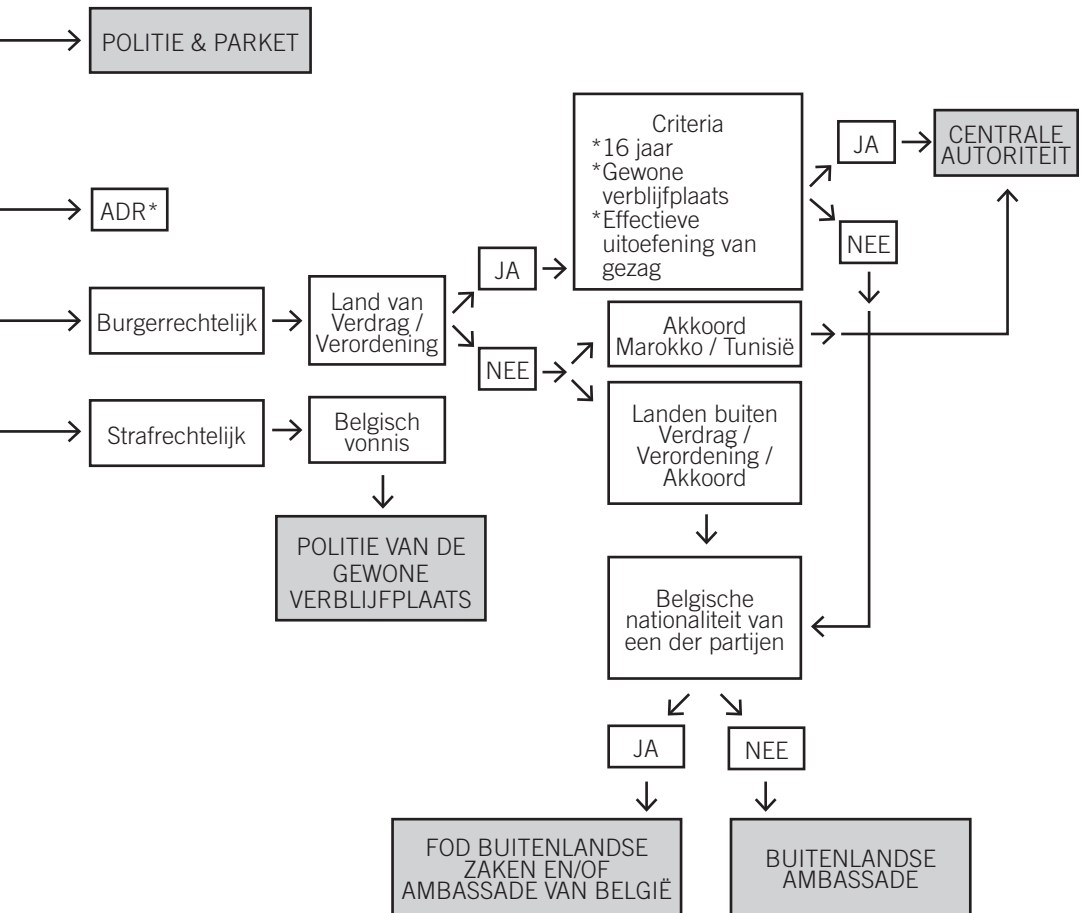 POLITIE & PARKET
Criteria
*16 jaar
*Gewone
verblijfplaats
*Effectieve
uitoefening van
gezag
JA
CENTRALE
AUTORITEIT
NEE
ADR*
Burgerrechtelijk
Land van
Verdrag /
Verordening
JA
NEE
Akkoord
Marokko / Tunisië
Landen buiten
Verdrag /
Verordening /
Akkoord
Strafrechtelijk
Belgisch
vonnis
POLITIE VAN DE
GEWONE
VERBLIJFPLAATS
Belgische
nationaliteit van
een der partijen
JA
NEE
FOD BUITENLANDSE
ZAKEN EN/OF
AMBASSADE VAN BELGIË
BUITENLANDSE
AMBASSADE